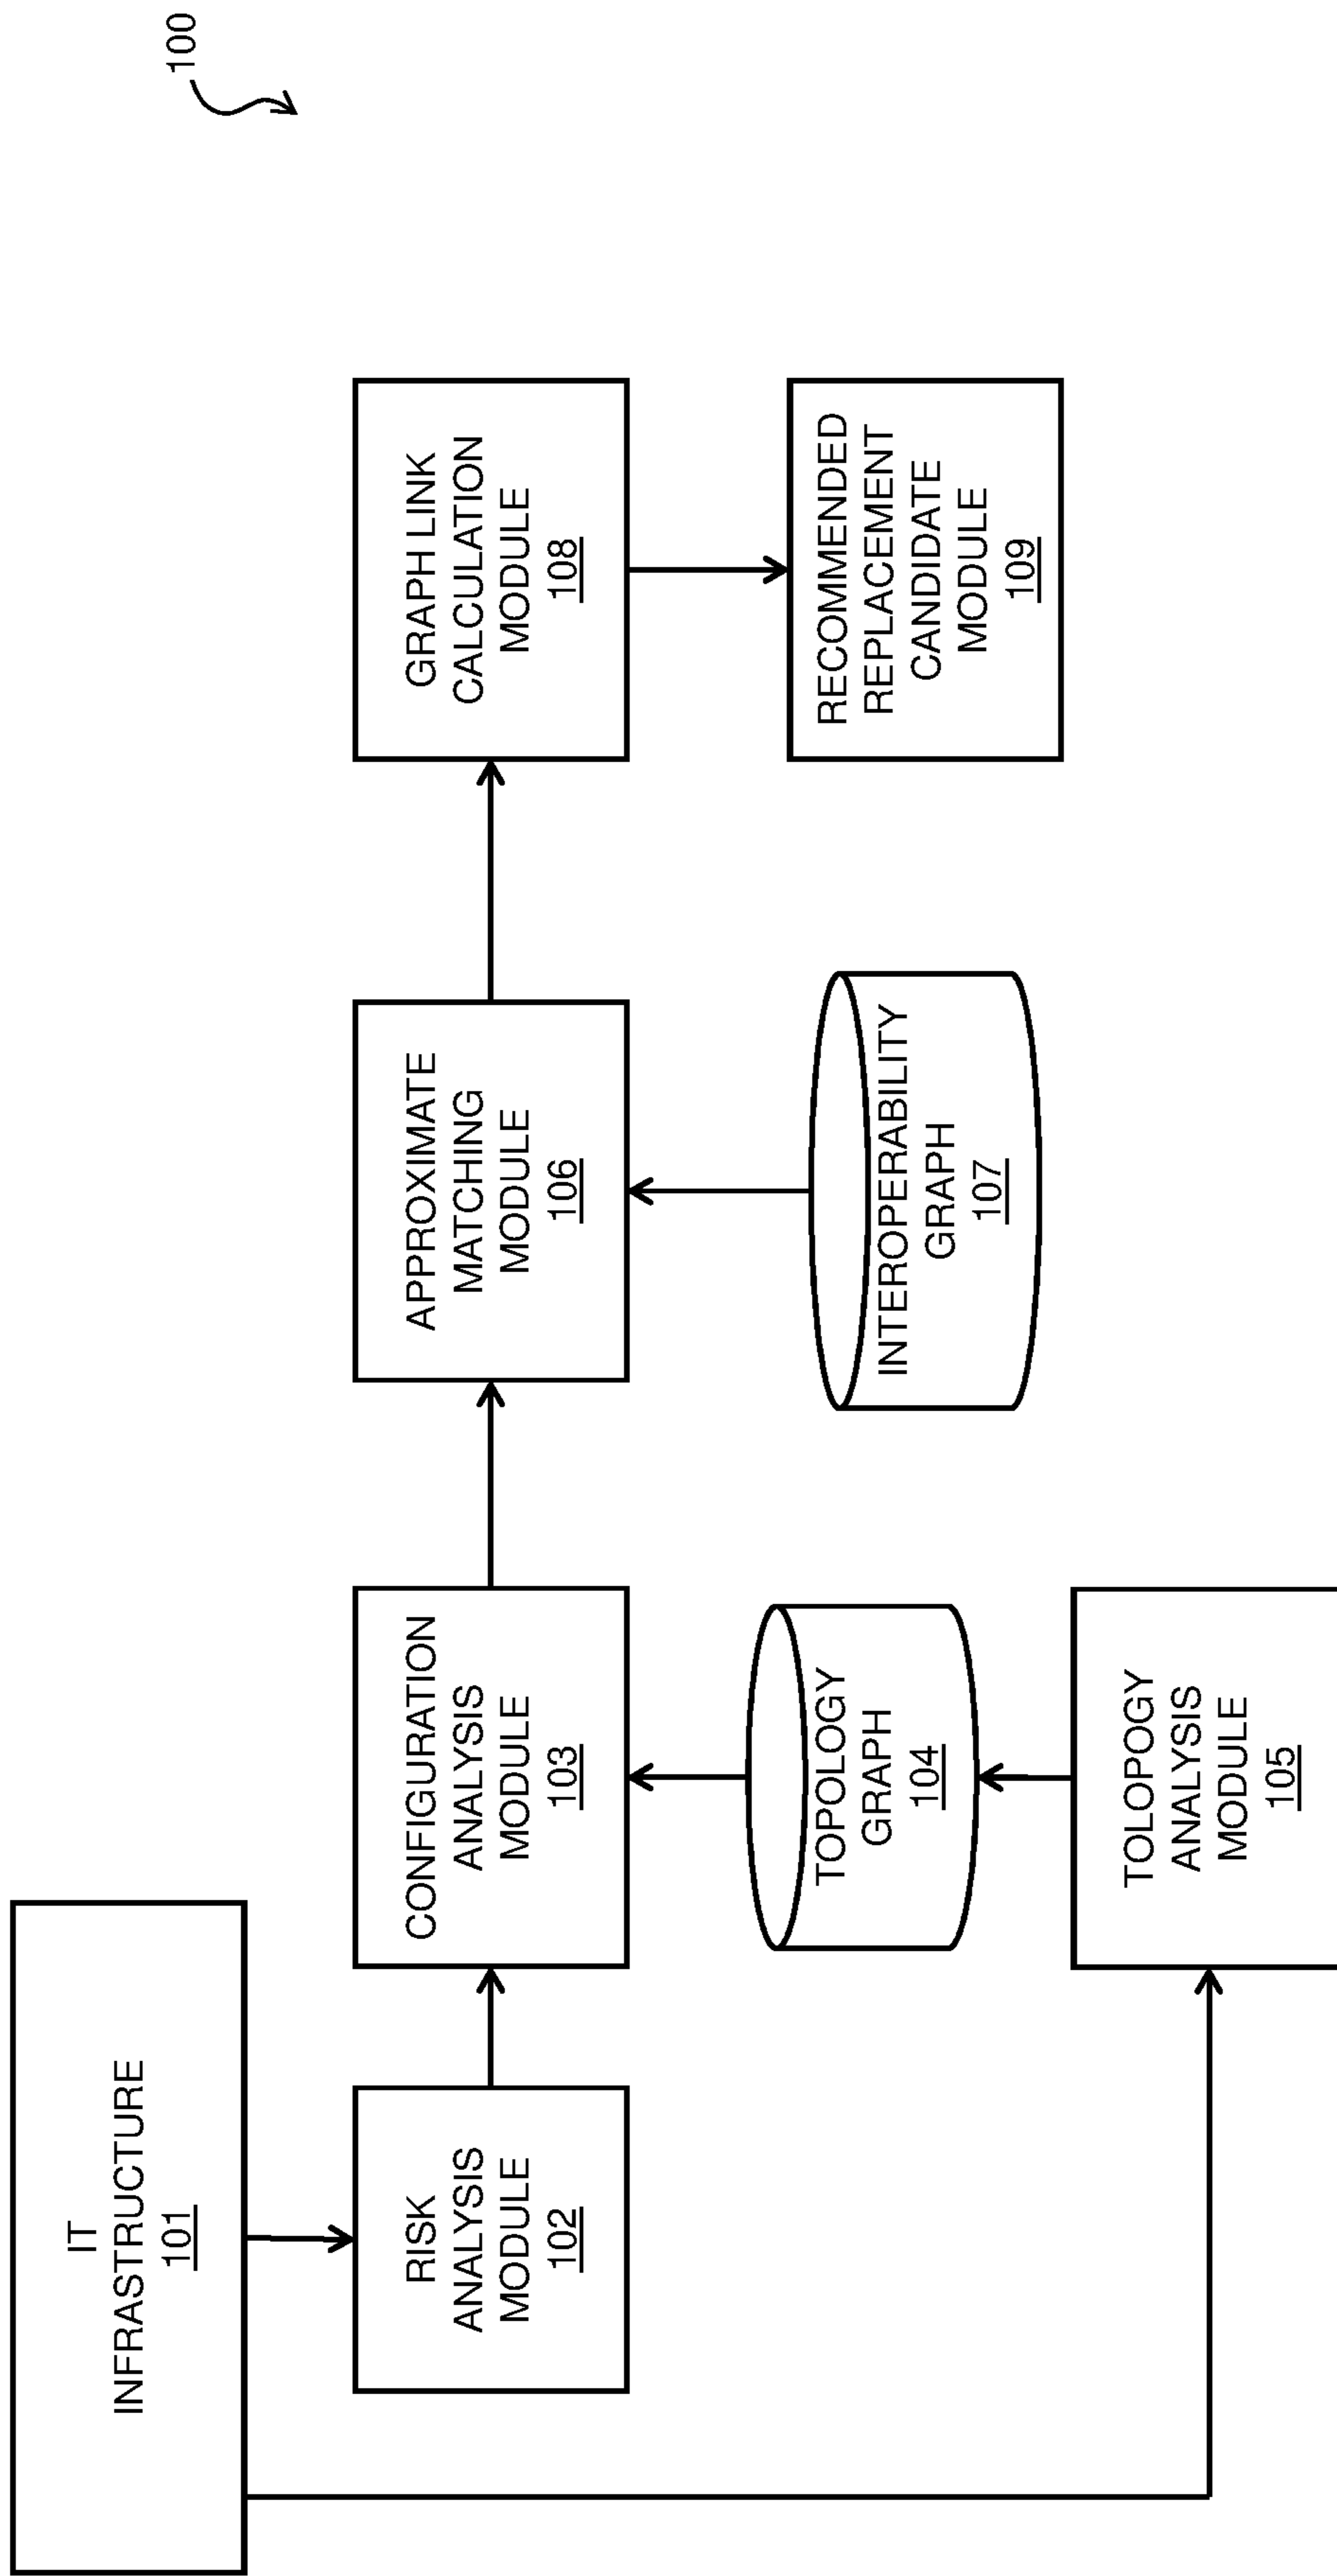 100
IT
INFRASTRUCTURE
101
RISK
ANALYSIS
MODULE
102
CONFIGURATION
ANALYSIS
MODULE
103
APPROXIMATE
MATCHING
MODULE
106
GRAPH LINK
CALCULATION
MODULE
108
TOPOLOGY
GRAPH
104
INTEROPERABILITY
GRAPH
107
RECOMMENDED
REPLACEMENT
CANDIDATE
MODULE
109
TOLOPOGY
ANALYSIS
MODULE
105